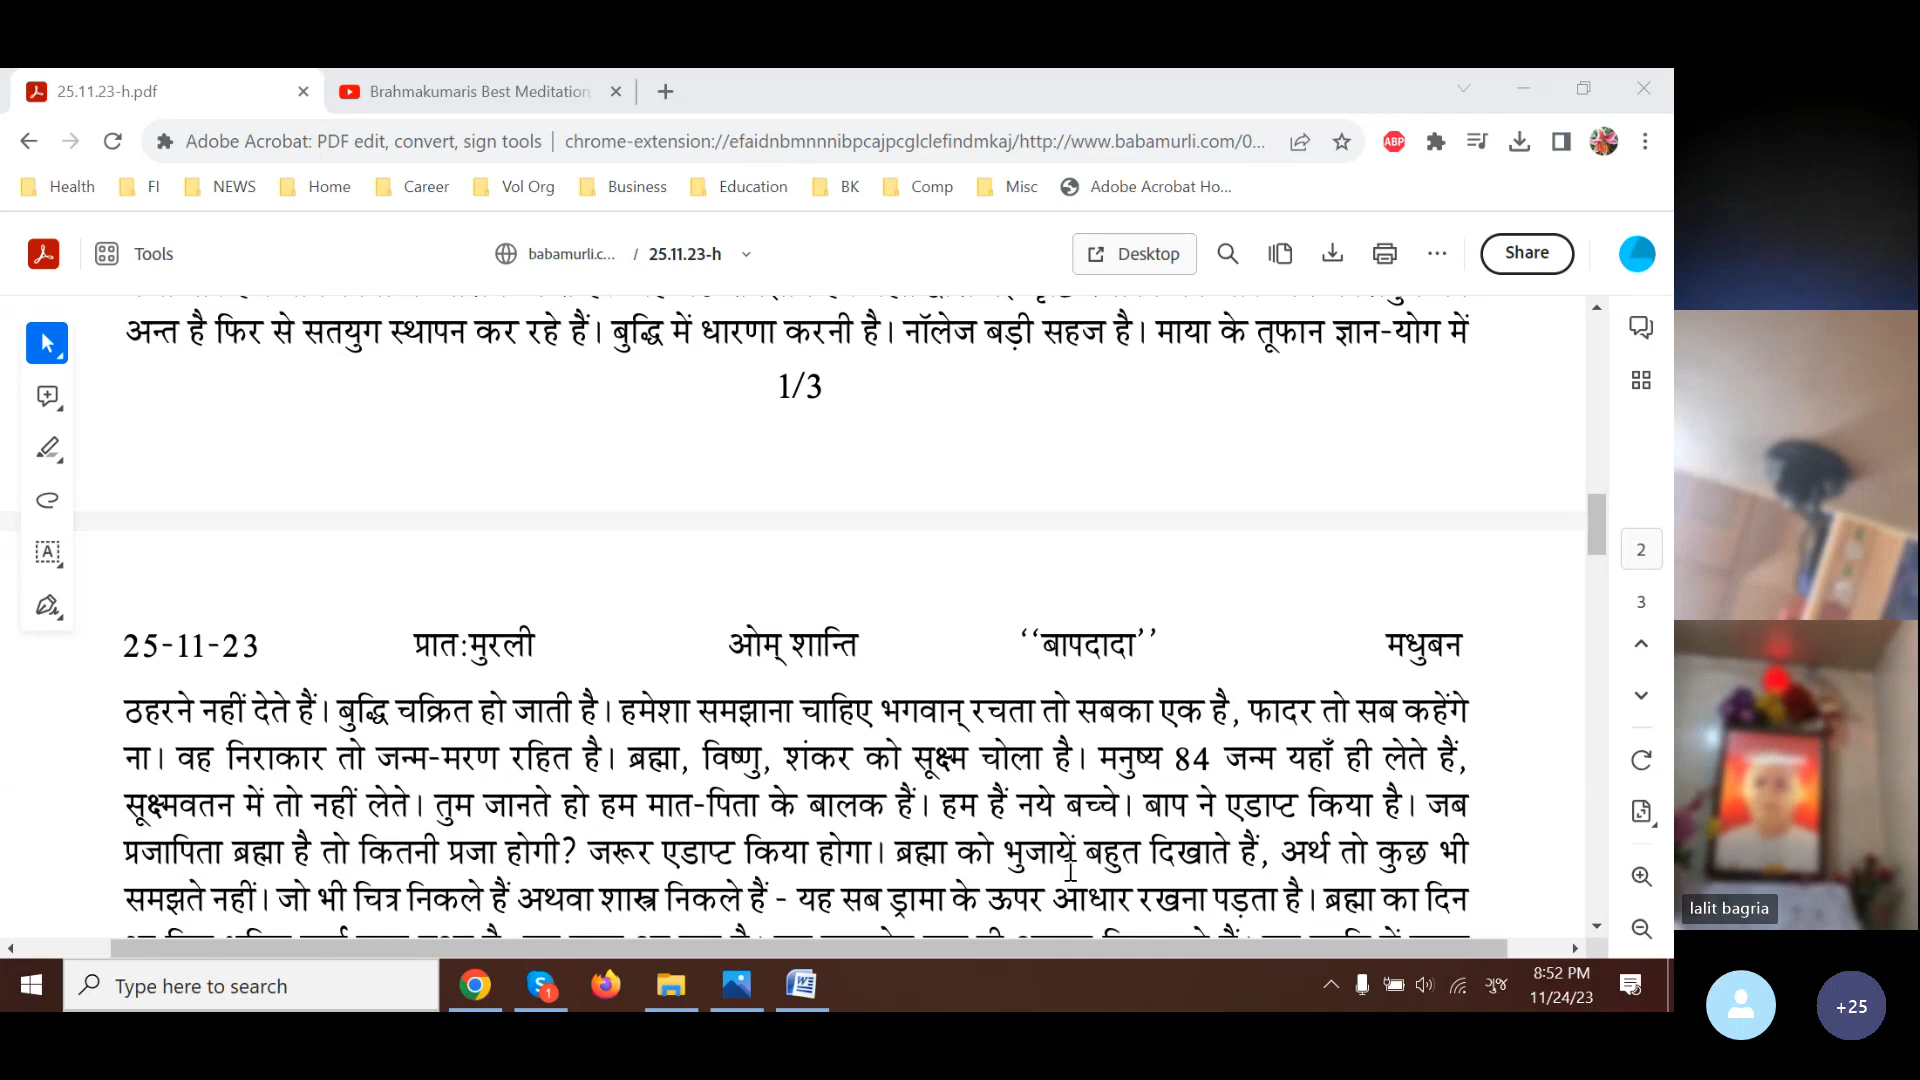 25.11.23-h.pdf
Brahmakumaris Best Meditation
Adobe Acrobat: PDF edit, convert, sign tools
chrome-extension://efaidnbmnnnibpcajpcglclefindmkaj/http://www.babamurli.com/0...
ABP
Health
FI
NEWS
Home
Career
Vol Org
Business
Education
BK
Comp
Misc
Adobe Acrobat Ho...
Tools
babamurli.c... / 25.11.23-h
Desktop
Share
अन्त है फिर से सतयुग स्थापन कर रहे हैं। बुद्धि में धारणा करनी है। नॉलेज बड़ी सहज है। माया के तूफान ज्ञान-योग में
1/3
2
3
25-11-23 प्रात:मुरली ओम् शान्ति ‘‘बापदादा’’ मधुबन
ठहरने नहीं देते हैं। बुद्धि चक्रित हो जाती है। हमेशा समझाना चाहिए भगवान् रचता तो सबका एक है, फादर तो सब कहेंगे
ना। वह निराकार तो जन्म-मरण रहित है। ब्रह्मा, विष्णु, शंकर को सूक्ष्म चोला है। मनुष्य 84 जन्म यहाँ ही लेते हैं,
सूक्ष्मवतन में तो नहीं लेते। तुम जानते हो हम मात-पिता के बालक हैं। हम हैं नये बच्चे। बाप ने एडाप्ट किया है। जब
प्रजापिता ब्रह्मा है तो कितनी प्रजा होगी? जरूर एडाप्ट किया होगा। ब्रह्मा को भुजायें बहुत दिखाते हैं, अर्थ तो कुछ भी
समझते नहीं। जो भी चित्र निकले हैं अथवा शास्त्र निकले हैं - यह सब ड्रामा के ऊपर आधार रखना पड़ता है। ब्रह्मा का दिन
lalit bagria
Type here to search
1
ગુજ
8:52 PM
11/24/23
+25